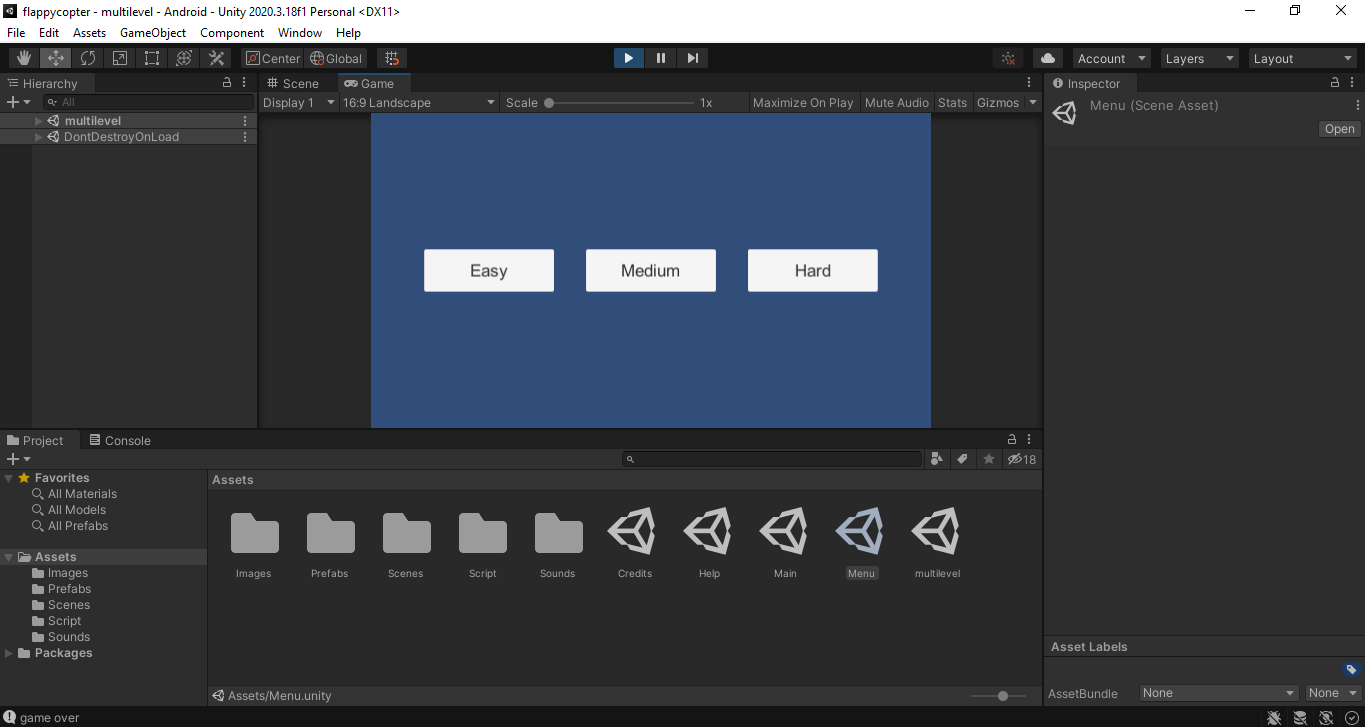 flappycopter - multilevel - Android - Unity 2020.3.18f1 Personal <DX11>
File Edit Assets GameObject Component Window Help
Center Global Account Layers Layout
Hierarchy
All
multilevel
DontDestroyOnLoad
Scene Game
Display 1 16:9 Landscape Scale 1x Maximize On Play Mute Audio Stats Gizmos
Easy Medium Hard
Inspector
Menu (Scene Asset)
Open
Project Console
18
Favorites
All Materials
All Models
All Prefabs
Assets
Images
Prefabs
Scenes
Script
Sounds
Packages
Assets
Images Prefabs Scenes Script Sounds Credits Help Main Menu multilevel
Assets/Menu.unity
Asset Labels
AssetBundle None None
game over